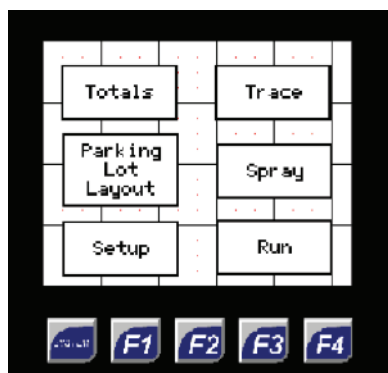 Totals
Trace
Parking
Lot
Layout
Spray
Setup
Run
F1
F2
F3
F4